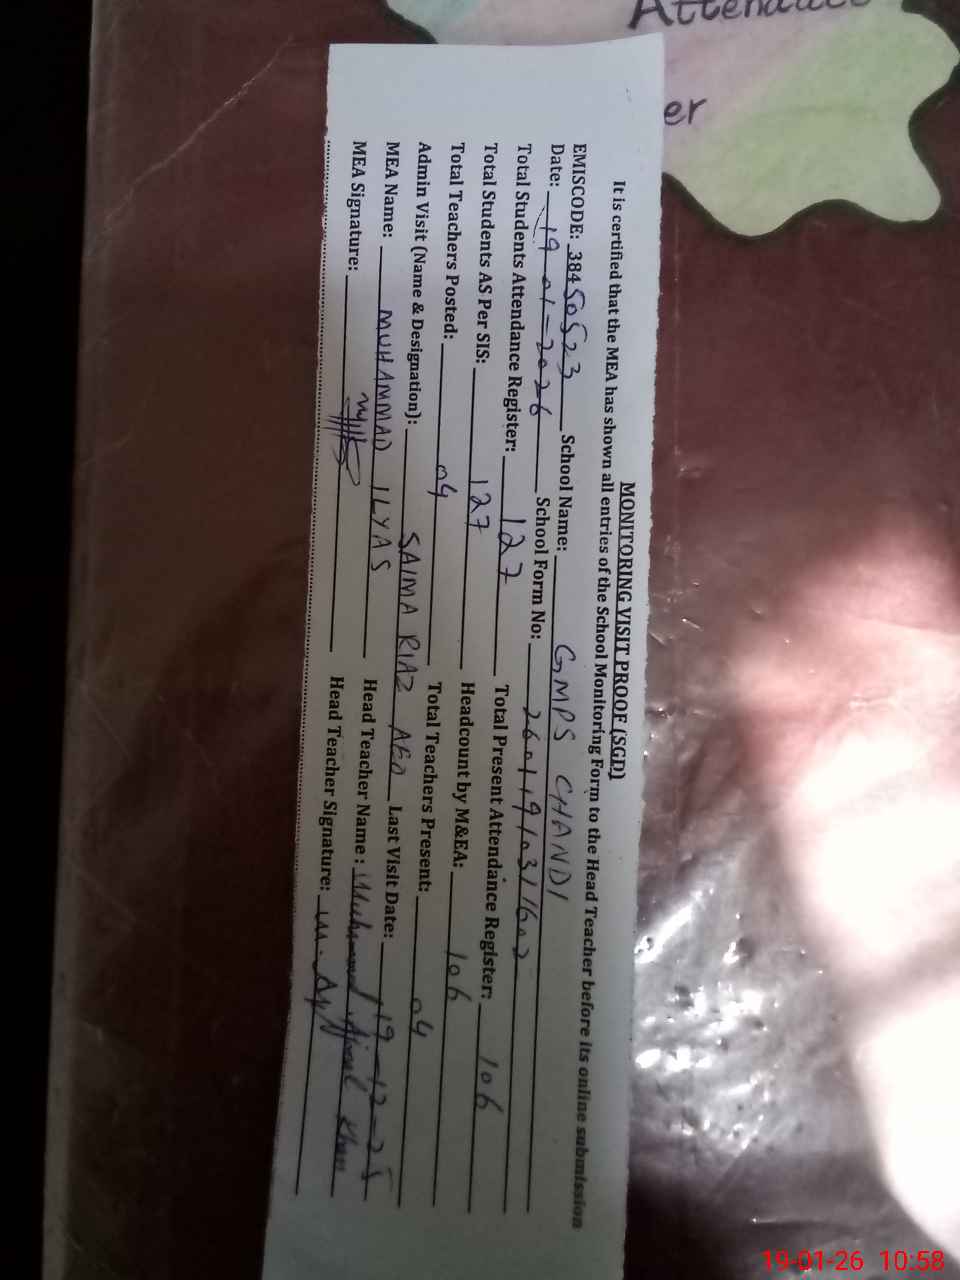 Attendance
er
MONITORING VISIT PROOF (SGD)
It is certified that the MEA has shown all entries of the School Monitoring Form to the Head Teacher before its online submission
EMISCODE: 38450523 School Name: GMPS CHANDI
Date: 19-01-2026 School Form No: 2601191031602
Total Students Attendance Register: 127 Total Present Attendance Register: 106
Total Students AS Per SIS: 127 Headcount by M&EA: 106
Total Teachers Posted: 04 Total Teachers Present: 04
Admin Visit (Name & Designation): SAIMA RIAZ AEO Last Visit Date: 19-12-25
MEA Name: MUHAMMAD ILYAS Head Teacher Name: Muhammad Ajmal Khan
MEA Signature: Head Teacher Signature:
19-01-26 10:58